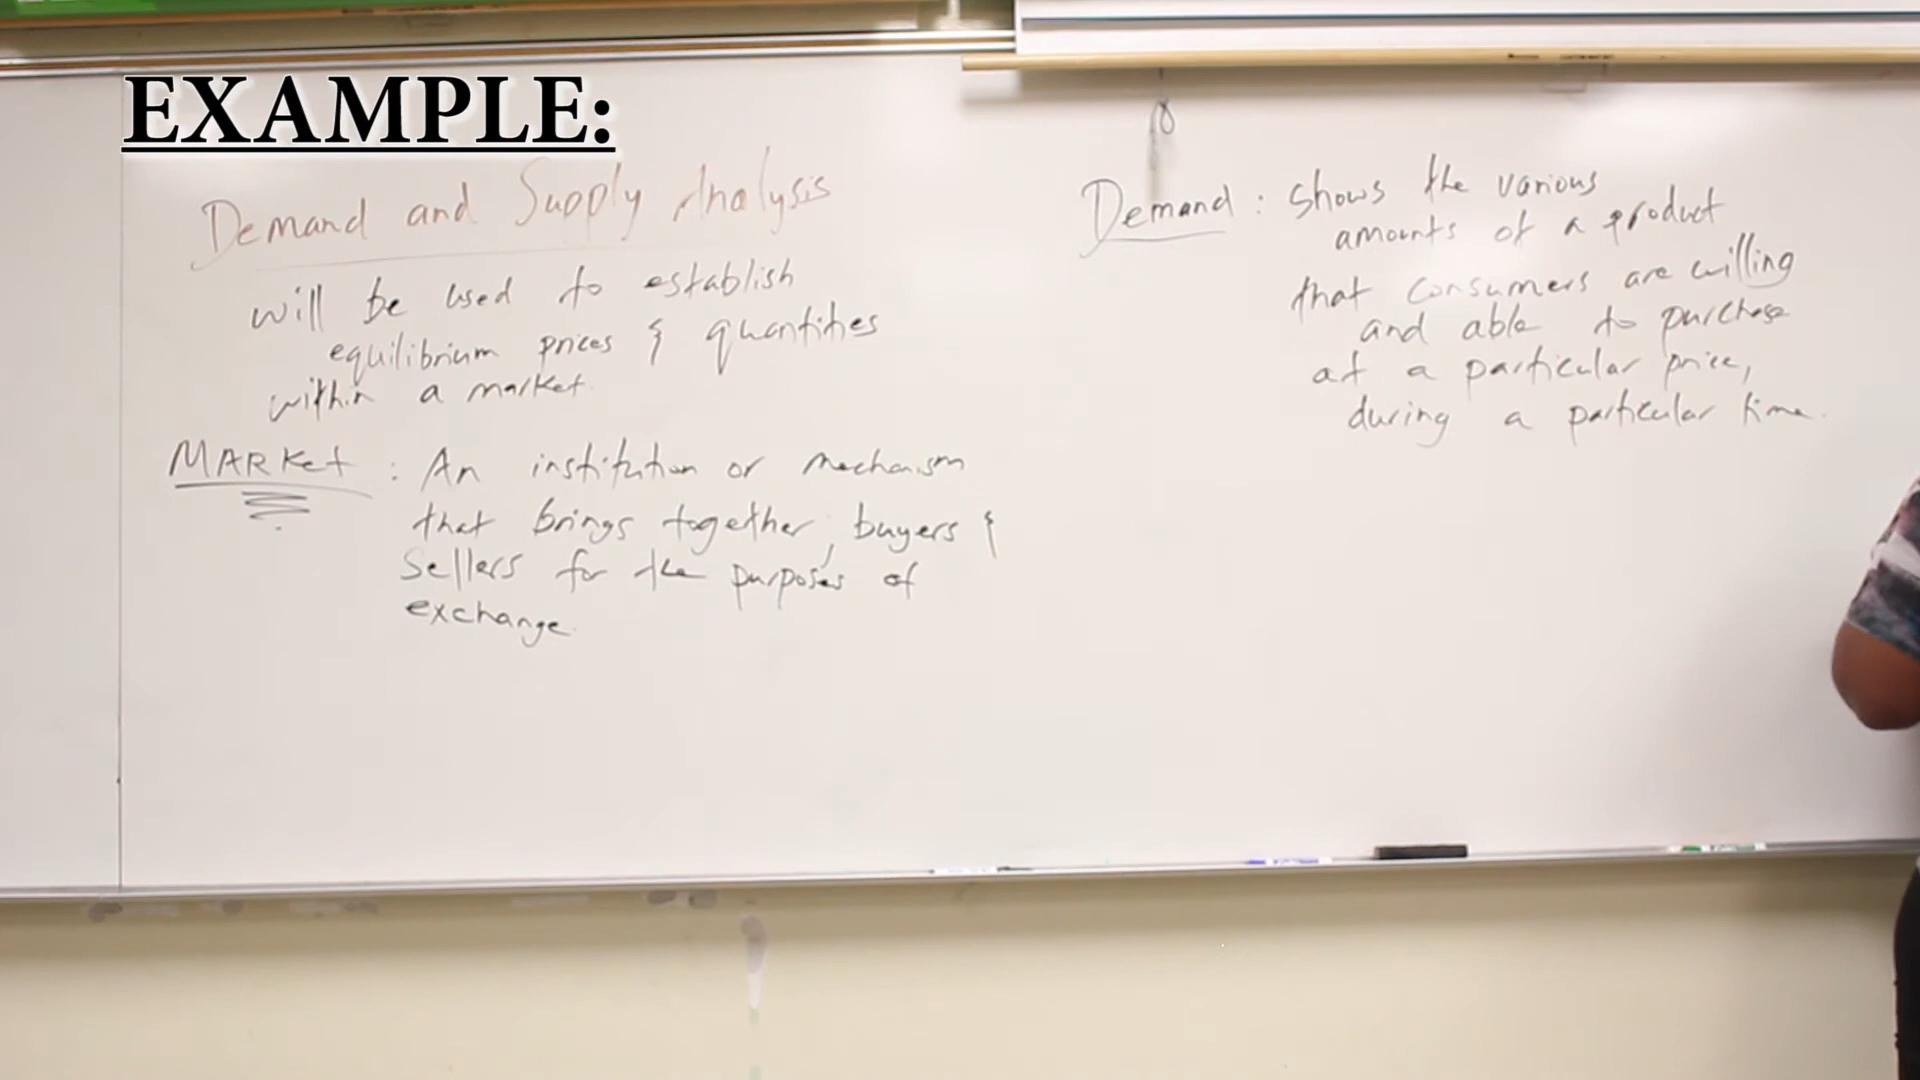 EXAMPLE:
Demand and Supply Analysis
will be used to establish
equilibrium prices & quantities
within a market.
MARKet : An institution or mechanism
that brings together, buyers &
Sellers for the purposes of
exchange.
Demand : Shows the various
amounts of a product
that consumers are willing
and able to purchase
at a particular price,
during a particular time.